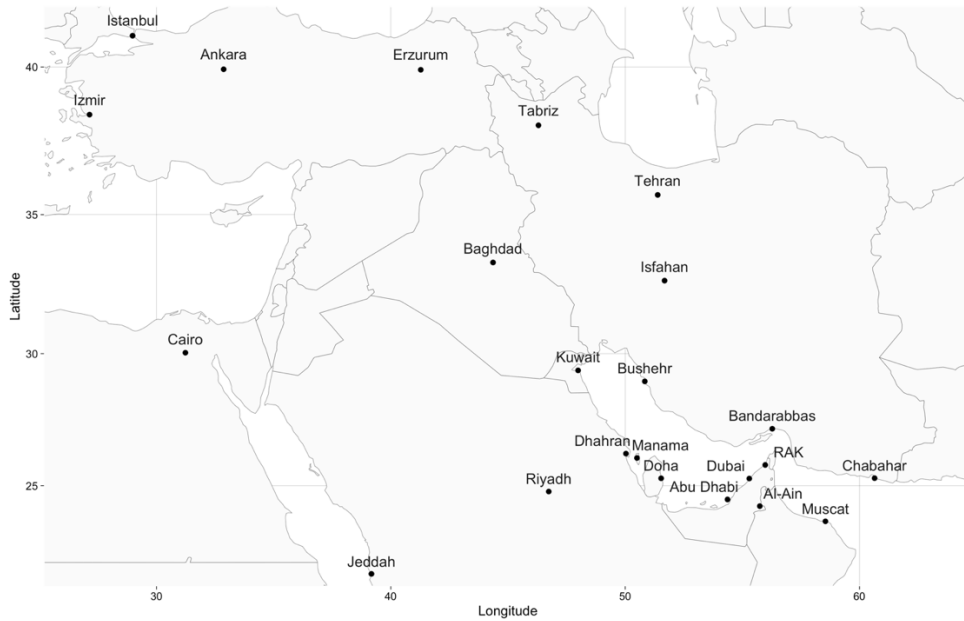 Istanbul
Ankara
Erzurum
40
Izmir
Tabriz
Tehran
35
Baghdad
Isfahan
Latitude
Cairo
30
Kuwait
Bushehr
Bandarabbas
Dhahran
Manama
RAK
Doha
Dubai
Chabahar
Riyadh
Abu Dhabi
25
Al-Ain
Muscat
Jeddah
30
40
50
60
Longitude